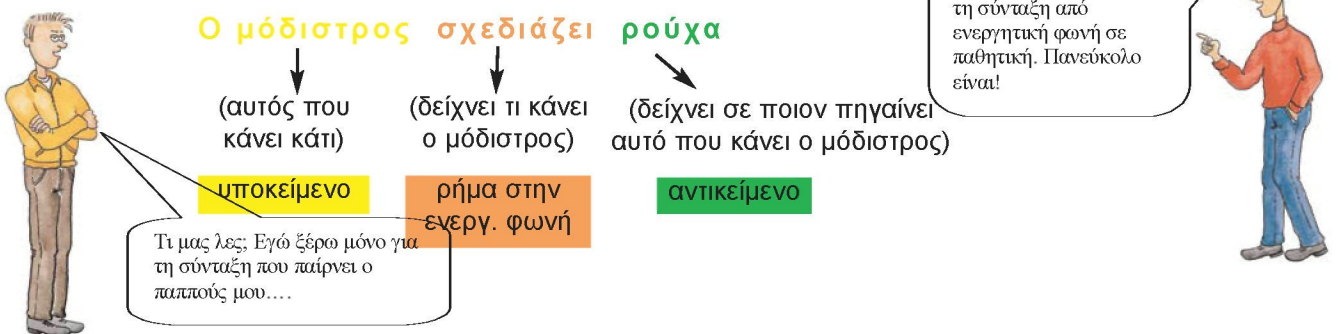 τη σύνταξη από
ενεργητική φωνή σε
παθητική. Πανεύκολο
είναι!
Ο μόδιστρος σχεδιάζει ρούχα
(αυτός που
κάνει κάτι)
(δείχνει τι κάνει
ο μόδιστρος)
(δείχνει σε ποιον πηγαίνει
αυτό που κάνει ο μόδιστρος)
υποκείμενο
ρήμα στην
ενεργ. φωνή
αντικείμενο
Τι μας λες; Εγώ ξέρω μόνο για
τη σύνταξη που παίρνει ο
παππούς μου….